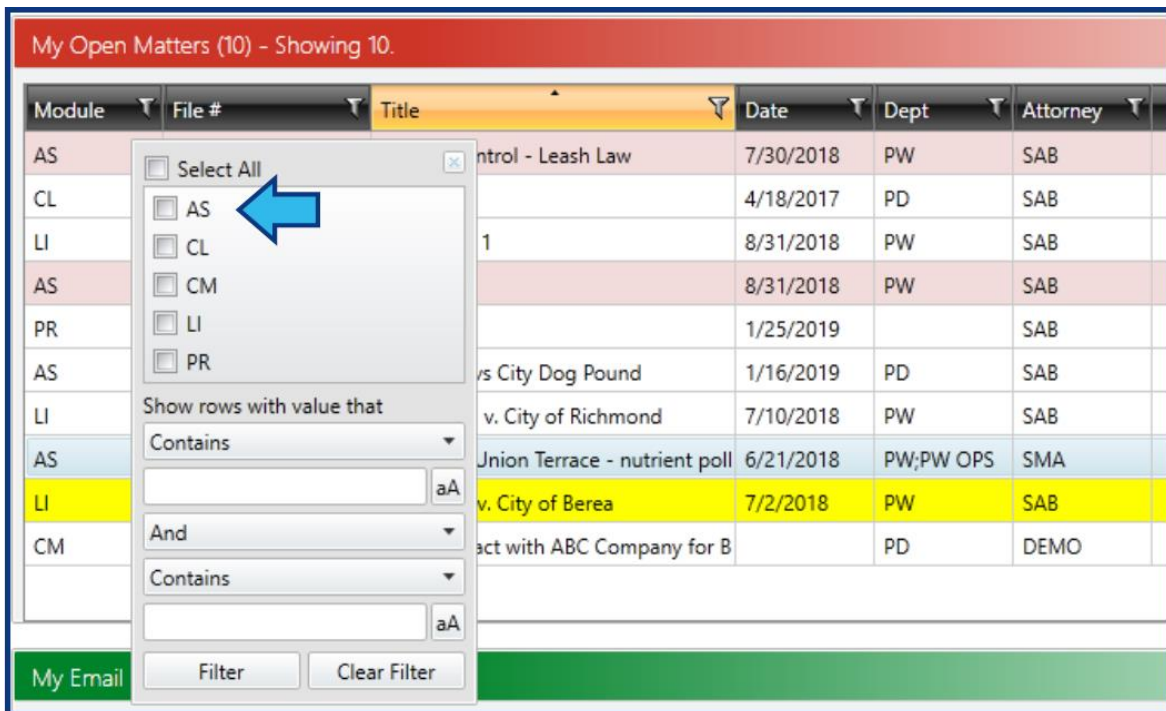 My Open Matters (10) - Showing 10.
Module File # Title Date Dept Attorney
AS ntrol - Leash Law 7/30/2018 PW SAB
CL 4/18/2017 PD SAB
LI 1 8/31/2018 PW SAB
AS 8/31/2018 PW SAB
PR 1/25/2019 SAB
AS vs City Dog Pound 1/16/2019 PD SAB
LI v. City of Richmond 7/10/2018 PW SAB
AS Union Terrace - nutrient poll 6/21/2018 PW;PW OPS SMA
LI v. City of Berea 7/2/2018 PW SAB
CM act with ABC Company for B PD DEMO
Select All
AS
CL
CM
LI
PR
Show rows with value that
Contains
aA
And
Contains
aA
Filter Clear Filter
My Email